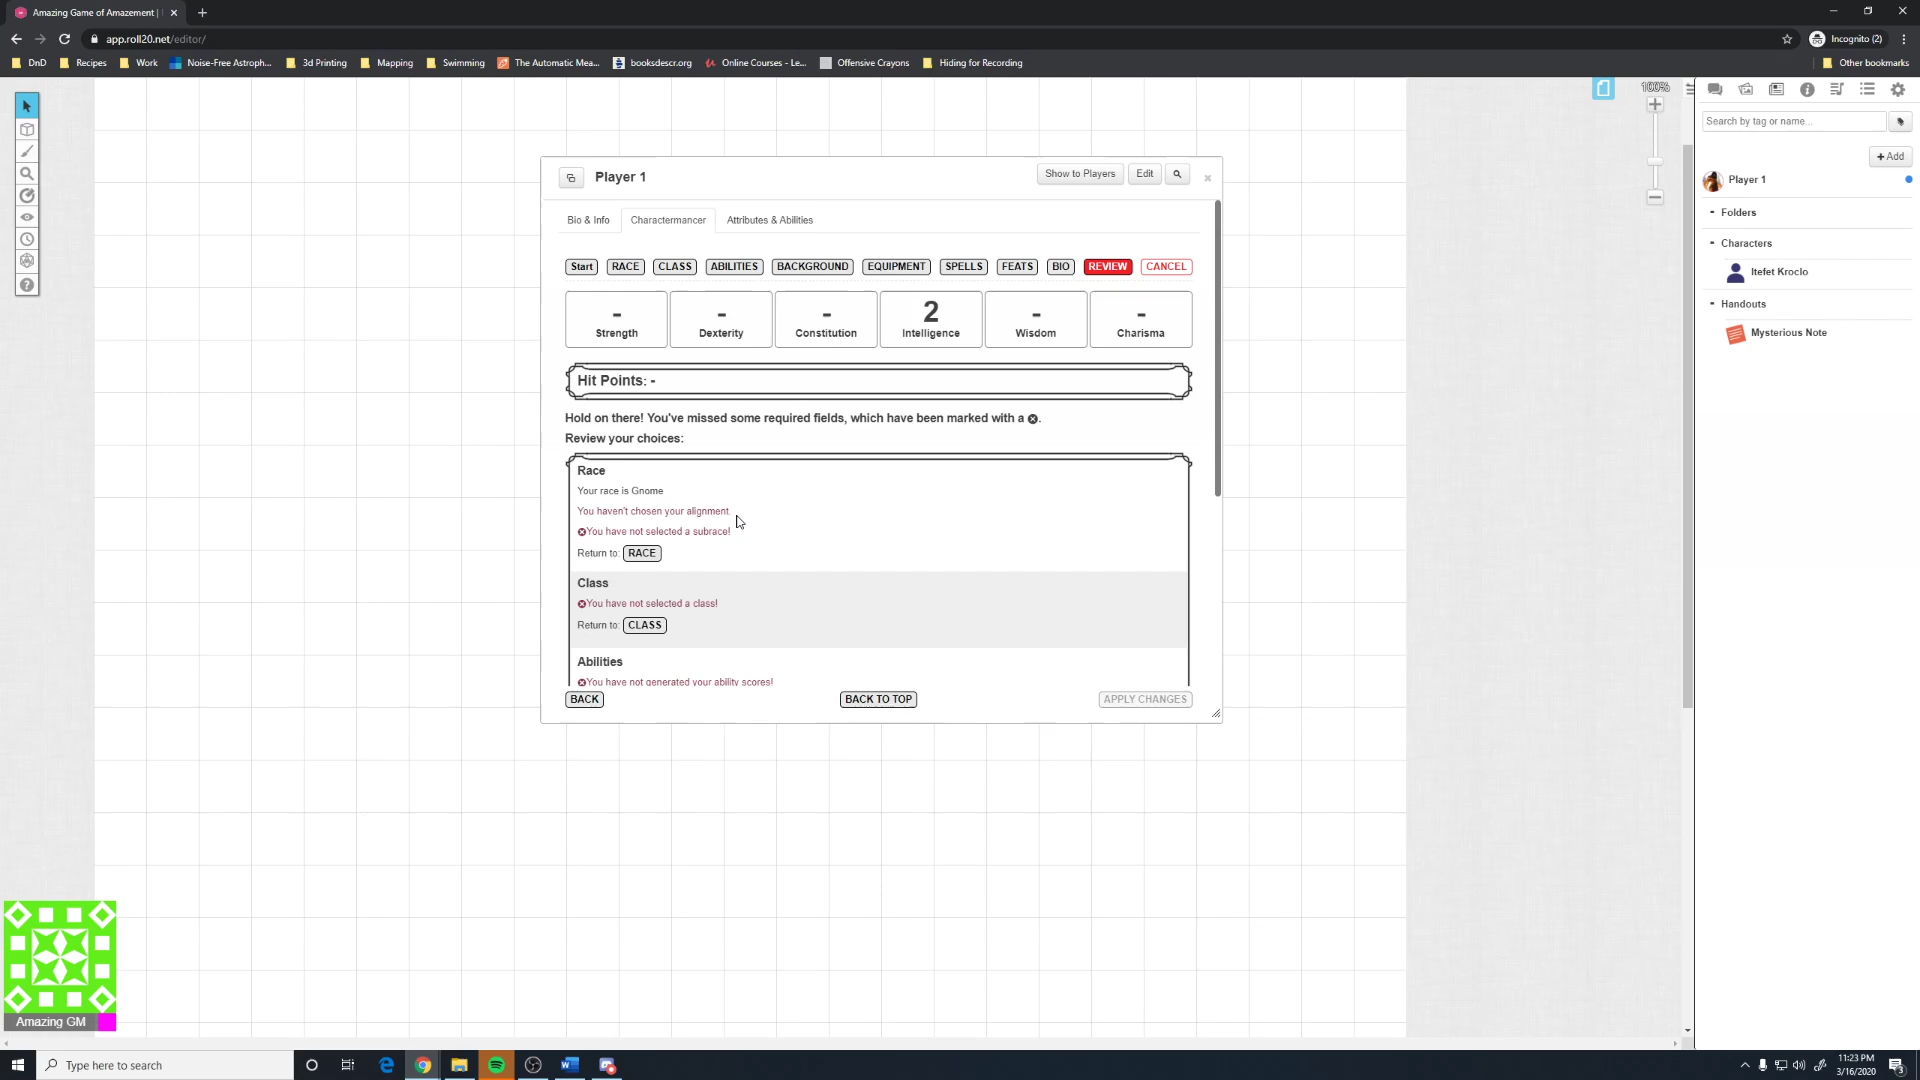 Amazing Game of Amazement |
app.roll20.net/editor/
Incognito (2)
DnD
Recipes
Work
Noise-Free Astroph...
3d Printing
Mapping
Swimming
The Automatic Mea...
booksdescr.org
Online Courses - Le...
Offensive Crayons
Hiding for Recording
Other bookmarks
100%
Search by tag or name...
+ Add
Player 1
Folders
Characters
Itefet Kroclo
Handouts
Mysterious Note
Player 1
Show to Players
Edit
Bio & Info
Charactermancer
Attributes & Abilities
Start
RACE
CLASS
ABILITIES
BACKGROUND
EQUIPMENT
SPELLS
FEATS
BIO
REVIEW
CANCEL
- - - 2 - -
Strength
Dexterity
Constitution
Intelligence
Wisdom
Charisma
Hit Points: -
Hold on there! You've missed some required fields, which have been marked with a ⊗.
Review your choices:
Race
Your race is Gnome
You haven't chosen your alignment.
⊗You have not selected a subrace!
Return to: RACE
Class
⊗You have not selected a class!
Return to: CLASS
Abilities
⊗You have not generated your ability scores!
BACK
BACK TO TOP
APPLY CHANGES
Amazing GM
Type here to search
11:23 PM
3/16/2020
3